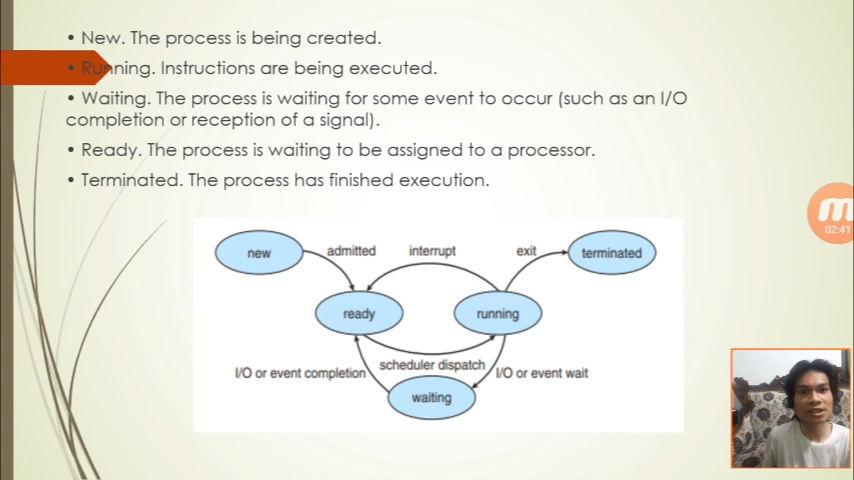 • New. The process is being created.
• Running. Instructions are being executed.
• Waiting. The process is waiting for some event to occur (such as an I/O
completion or reception of a signal).
• Ready. The process is waiting to be assigned to a processor.
• Terminated. The process has finished execution.
02:41
new
admitted
interrupt
exit
terminated
ready
running
I/O or event completion
scheduler dispatch
I/O or event wait
waiting